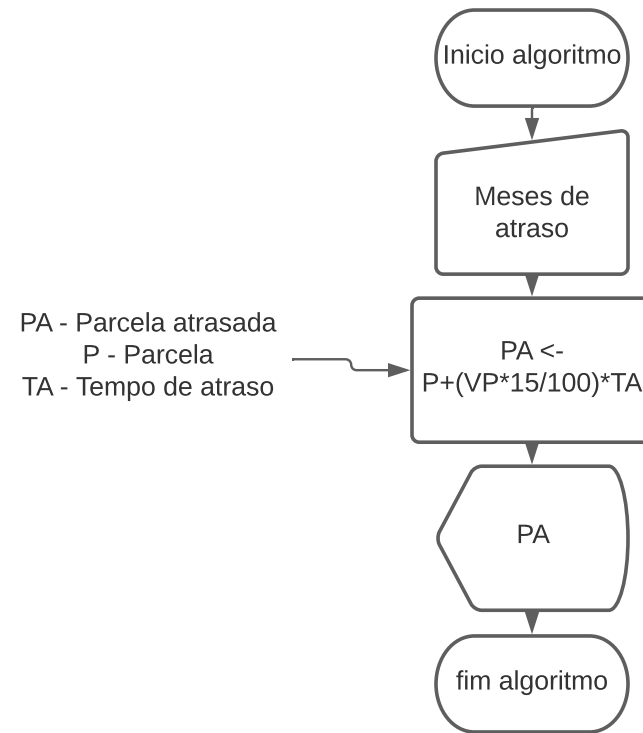 Inicio algoritmo
Meses de
atraso
PA - Parcela atrasada
P - Parcela
TA - Tempo de atraso
PA <-
P+(VP*15/100)*TA
PA
fim algoritmo